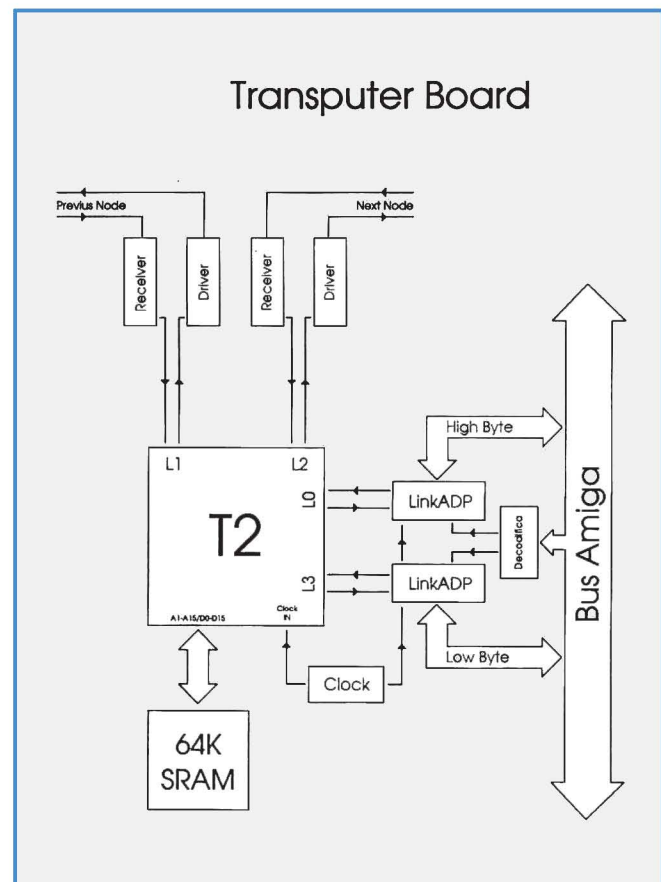 Transputer Board
Previus Node
Next Node
Receiver
Driver
Receiver
Driver
L1
L2
High Byte
L0
LinkADP
T2
Decodifica
Bus Amiga
L3
LinkADP
A1-A15/D0-D15
Clock
IN
Low Byte
Clock
64K
SRAM